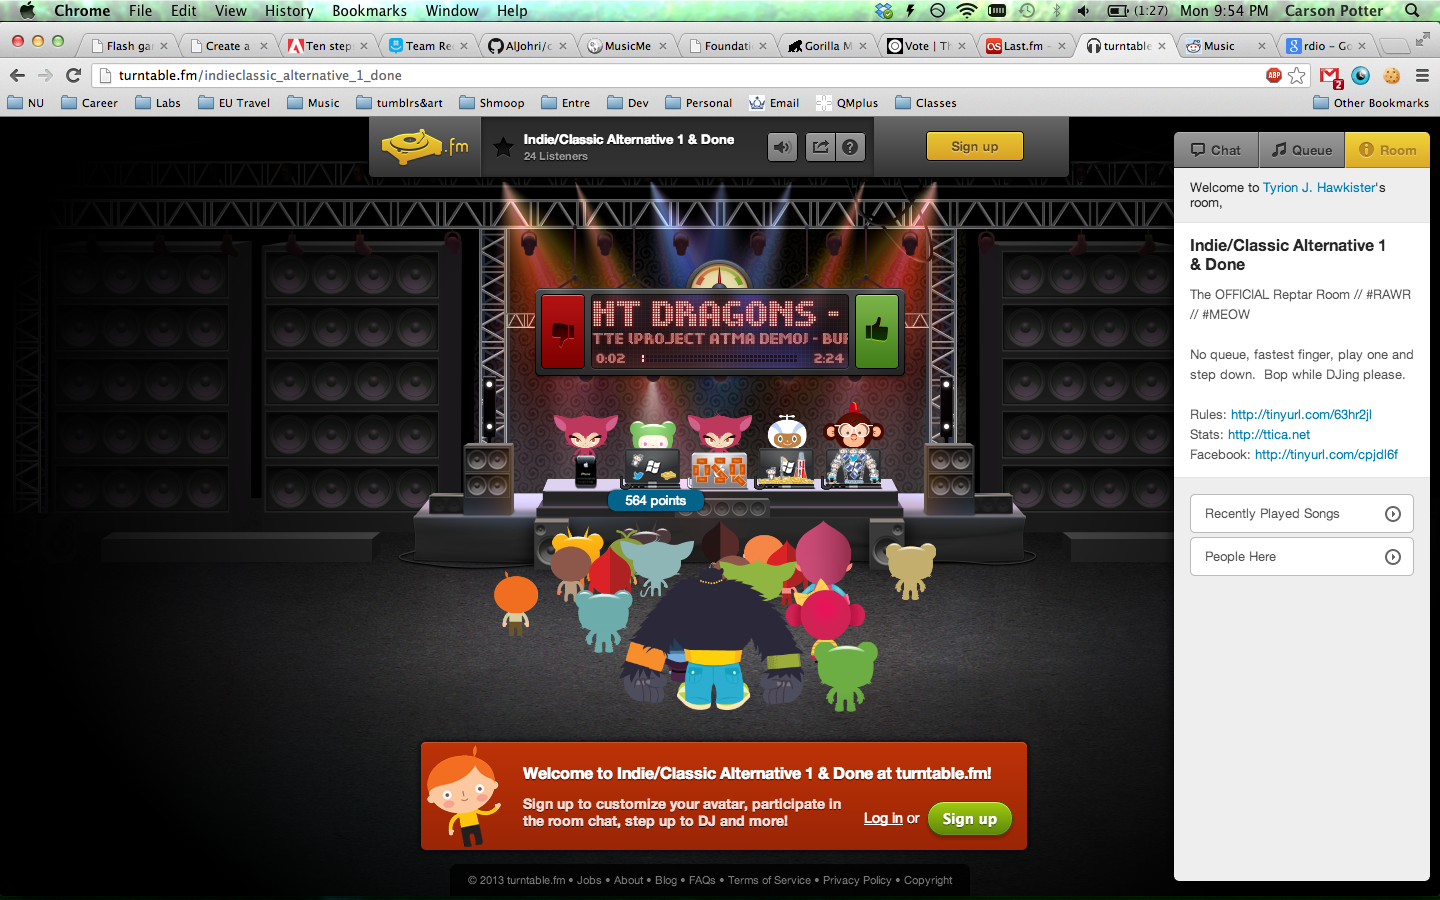 Chrome File Edit View History Bookmarks Window Help (1:27) Mon 9:54 PM Carson Potter
Flash ga Create a Ten step Team Re AlJohri/c MusicMe Foundati Gorilla M Vote | Th Last.fm - turntable Music rdio - Go
turntable.fm/indieclassic_alternative_1_done ABP 2
NU Career Labs EU Travel Music tumblrs&art Shmoop Entre Dev Personal Email QMplus Classes Other Bookmarks
.fm
Indie/Classic Alternative 1 & Done
24 Listeners
Sign up
Chat Queue Room
Welcome to Tyrion J. Hawkister's
room,
Indie/Classic Alternative 1
& Done
The OFFICIAL Reptar Room // #RAWR
// #MEOW
No queue, fastest finger, play one and
step down. Bop while DJing please.
Rules: http://tinyurl.com/63hr2jl
Stats: http://ttica.net
Facebook: http://tinyurl.com/cpjdl6f
Recently Played Songs
People Here
HT DRAGONS -
TTE (PROJECT ATMA DEMO) - BUF
0:02 2:24
564 points
Welcome to Indie/Classic Alternative 1 & Done at turntable.fm!
Sign up to customize your avatar, participate in
the room chat, step up to DJ and more!
Log in or Sign up
© 2013 turntable.fm • Jobs • About • Blog • FAQs • Terms of Service • Privacy Policy • Copyright